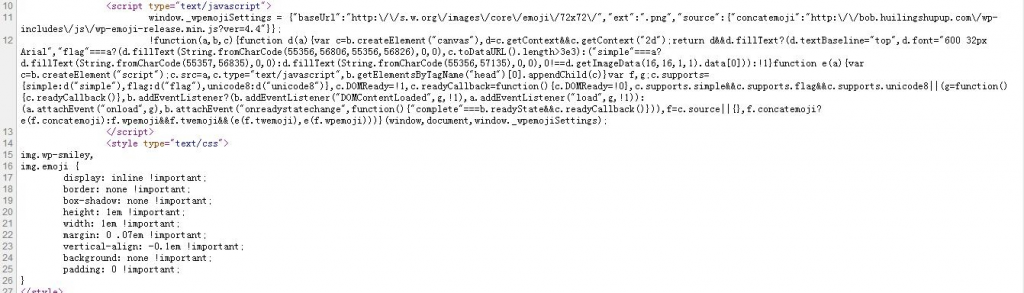 10 <script type="text/javascript">
11 window._wpemojiSettings = {"baseUrl":"http:\/\/s.w.org\/images\/core\/emoji\/72x72\/","ext":".png","source":{"concatemoji":"http:\/\/bob.huilingshupup.com\/wp-
includes\/js\/wp-emoji-release.min.js?ver=4.4"}};
12 !function(a,b,c){function d(a){var c=b.createElement("canvas"),d=c.getContext&&c.getContext("2d");return d&&d.fillText?(d.textBaseline="top",d.font="600 32px
Arial","flag"===a?(d.fillText(String.fromCharCode(55356,56806,55356,56826),0,0),c.toDataURL().length>3e3):("simple"===a?
d.fillText(String.fromCharCode(55357,56835),0,0):d.fillText(String.fromCharCode(55356,57135),0,0),0!==d.getImageData(16,16,1,1).data[0])):!1}function e(a){var
c=b.createElement("script");c.src=a,c.type="text/javascript",b.getElementsByTagName("head")[0].appendChild(c)}var f,g;c.supports=
{simple:d("simple"),flag:d("flag"),unicode8:d("unicode8")},c.DOMReady=!1,c.readyCallback=function(){c.DOMReady=!0},c.supports.simple&&c.supports.flag&&c.supports.unicode8||(g=function()
{c.readyCallback()},b.addEventListener?(b.addEventListener("DOMContentLoaded",g,!1),a.addEventListener("load",g,!1)):
(a.attachEvent("onload",g),b.attachEvent("onreadystatechange",function(){"complete"===b.readyState&&c.readyCallback()})),f=c.source||{},f.concatemoji?
e(f.concatemoji):f.wpemoji&&f.twemoji&&(e(f.twemoji),e(f.wpemoji)))}(window,document,window._wpemojiSettings);
13 </script>
14 <style type="text/css">
15 img.wp-smiley,
16 img.emoji {
17 display: inline !important;
18 border: none !important;
19 box-shadow: none !important;
20 height: 1em !important;
21 width: 1em !important;
22 margin: 0 .07em !important;
23 vertical-align: -0.1em !important;
24 background: none !important;
25 padding: 0 !important;
26 }
27 </style>